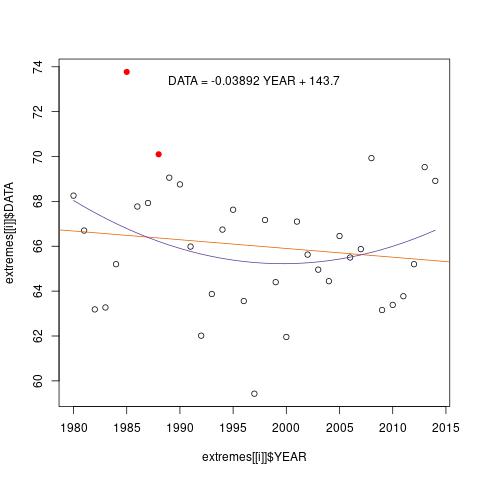 DATA = -0.03892 YEAR + 143.7
extremes[[i]]$DATA
74
72
70
68
66
64
62
60
1980 1985 1990 1995 2000 2005 2010 2015
extremes[[i]]$YEAR